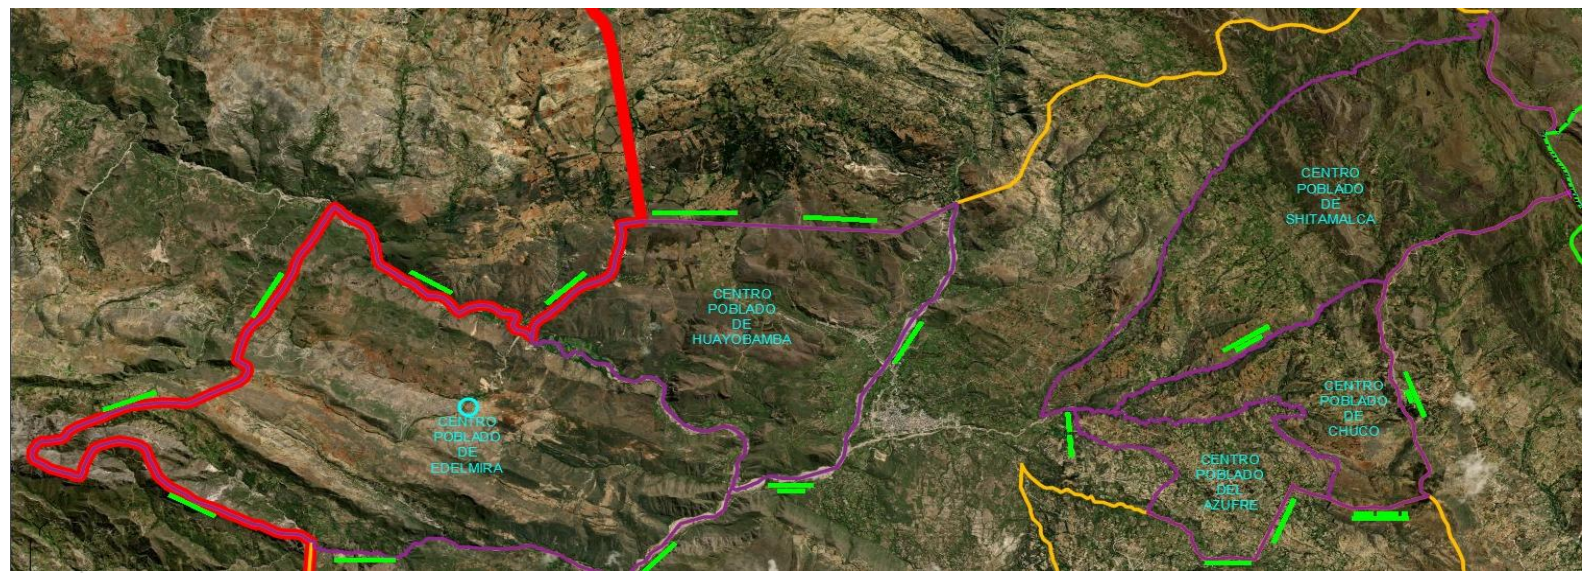 CENTRO
POBLADO
DE
SHITAMALCA
CENTRO
POBLADO
DE
HUAYOBAMBA
CENTRO
POBLADO
DE
CHUCO
CENTRO
POBLADO
DE
EDELMIRA
CENTRO
POBLADO
DEL
AZUFRE